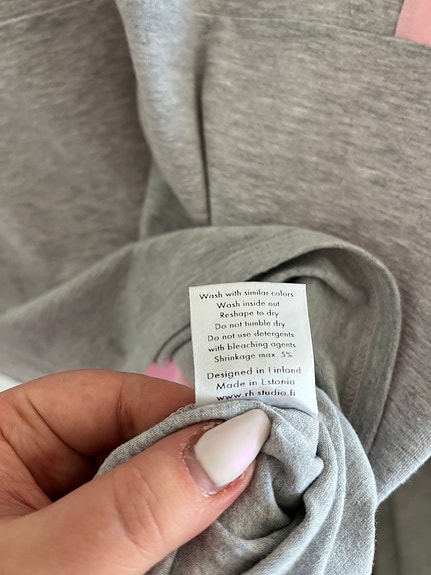 Wash with similar colors
Wash inside out
Reshape to dry
Do not tumble dry
Do not use detergents
with bleaching agents
Shrinkage max. 5%
Designed in Finland
Made in Estonia
www.rh-studio.fi